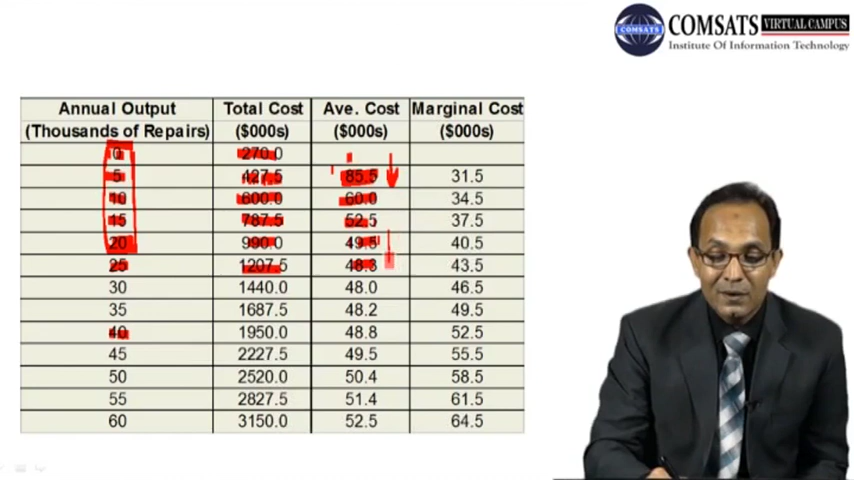 COMSATS VIRTUAL CAMPUS
COMSATS
Institute Of Information Technology
Annual Output Total Cost Ave. Cost Marginal Cost
(Thousands of Repairs) ($000s) ($000s) ($000s)
0 270.0
5 427.5 85.5 31.5
10 600.0 60.0 34.5
15 787.5 52.5 37.5
20 990.0 49.5 40.5
25 1207.5 48.3 43.5
30 1440.0 48.0 46.5
35 1687.5 48.2 49.5
40 1950.0 48.8 52.5
45 2227.5 49.5 55.5
50 2520.0 50.4 58.5
55 2827.5 51.4 61.5
60 3150.0 52.5 64.5